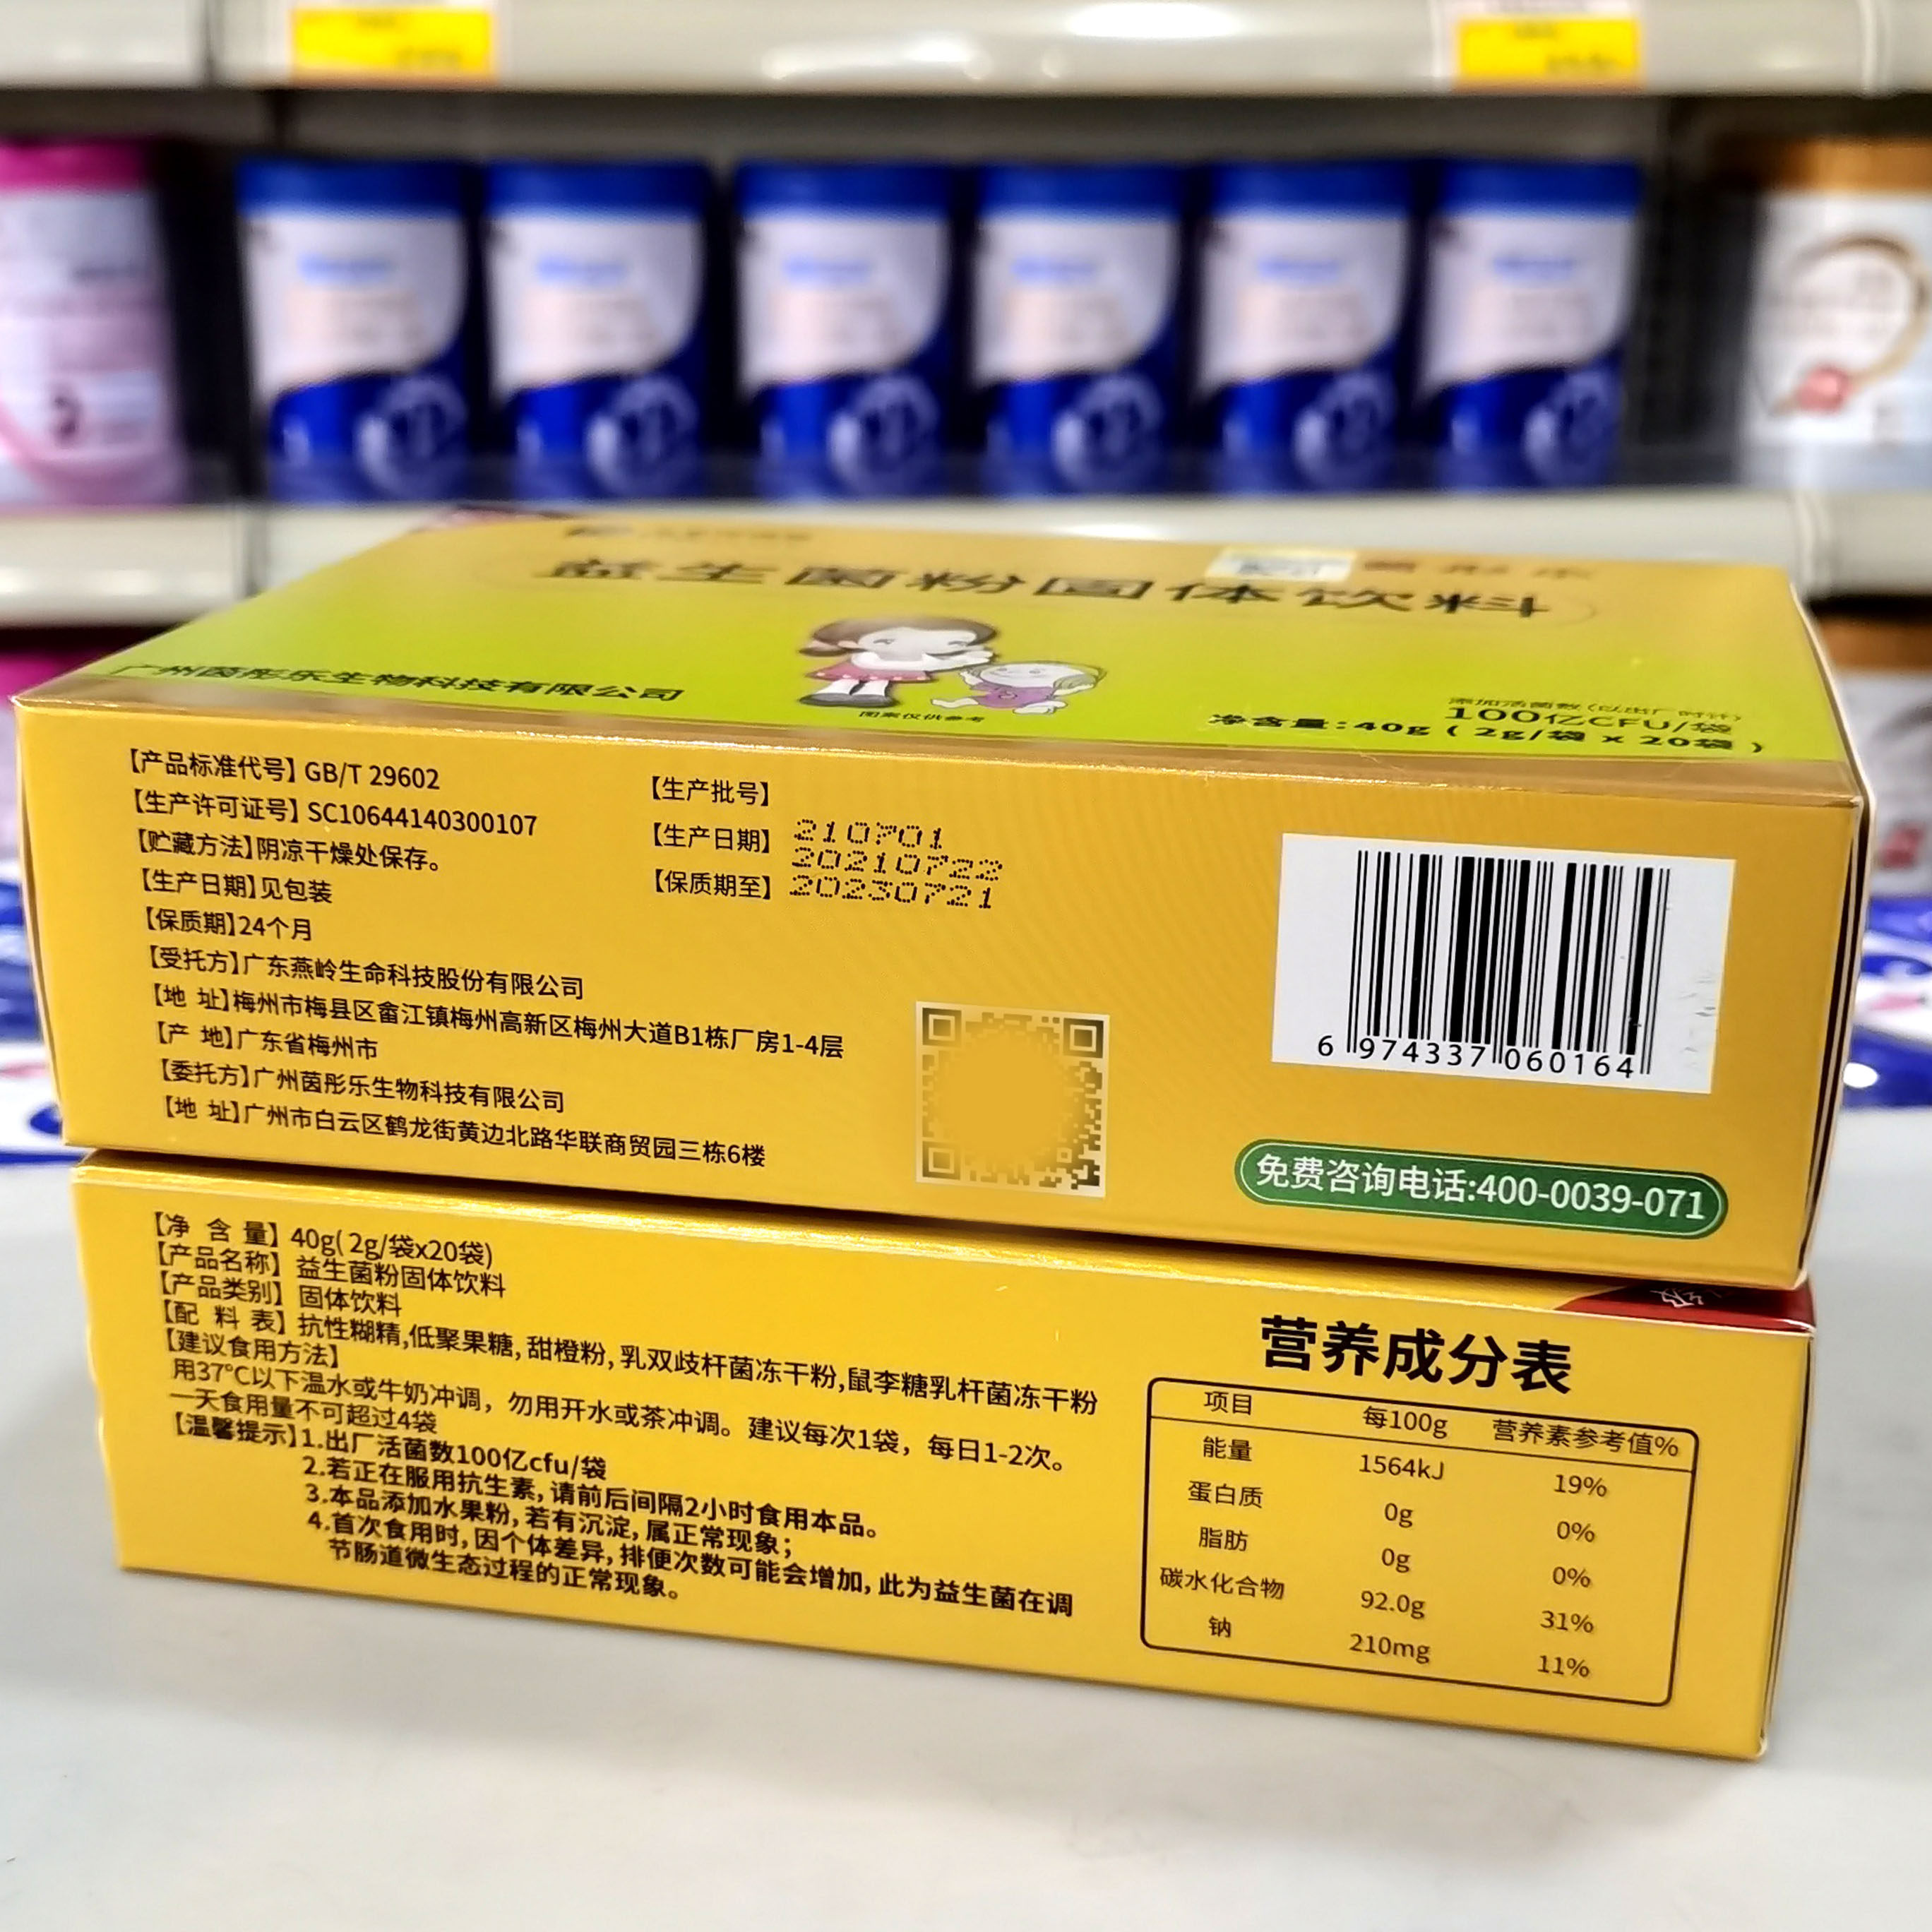 益生菌粉固体饮料
广州茵彤乐生物科技有限公司
图案仅供参考
添加活菌数(以出厂时计)
100亿CFU/袋
净含量:40g(2g/袋×20袋)
【产品标准代号】GB/T 29602
【生产许可证号】SC10644140300107
【贮藏方法】阴凉干燥处保存。
【生产日期】见包装
【保质期】24个月
【受托方】广东燕岭生命科技股份有限公司
【地 址】梅州市梅县区畲江镇梅州高新区梅州大道B1栋厂房1-4层
【产 地】广东省梅州市
【委托方】广州茵彤乐生物科技有限公司
【地 址】广州市白云区鹤龙街黄边北路华联商贸园三栋6楼
【生产批号】 210701
【生产日期】 20210722
【保质期至】 20230721
6 974337 060164
免费咨询电话:400-0039-071
【净 含 量】40g(2g/袋x20袋)
【产品名称】益生菌粉固体饮料
【产品类别】固体饮料
【配 料 表】抗性糊精,低聚果糖,甜橙粉,乳双歧杆菌冻干粉,鼠李糖乳杆菌冻干粉
【建议食用方法】
用37℃以下温水或牛奶冲调，勿用开水或茶冲调。建议每次1袋，每日1-2次。
一天食用量不可超过4袋
【温馨提示】1.出厂活菌数100亿cfu/袋
2.若正在服用抗生素,请前后间隔2小时食用本品。
3.本品添加水果粉,若有沉淀,属正常现象;
4.首次食用时,因个体差异,排便次数可能会增加,此为益生菌在调
节肠道微生态过程的正常现象。
营养成分表
项目 每100g 营养素参考值%
能量 1564kJ 19%
蛋白质 0g 0%
脂肪 0g 0%
碳水化合物 92.0g 31%
钠 210mg 11%